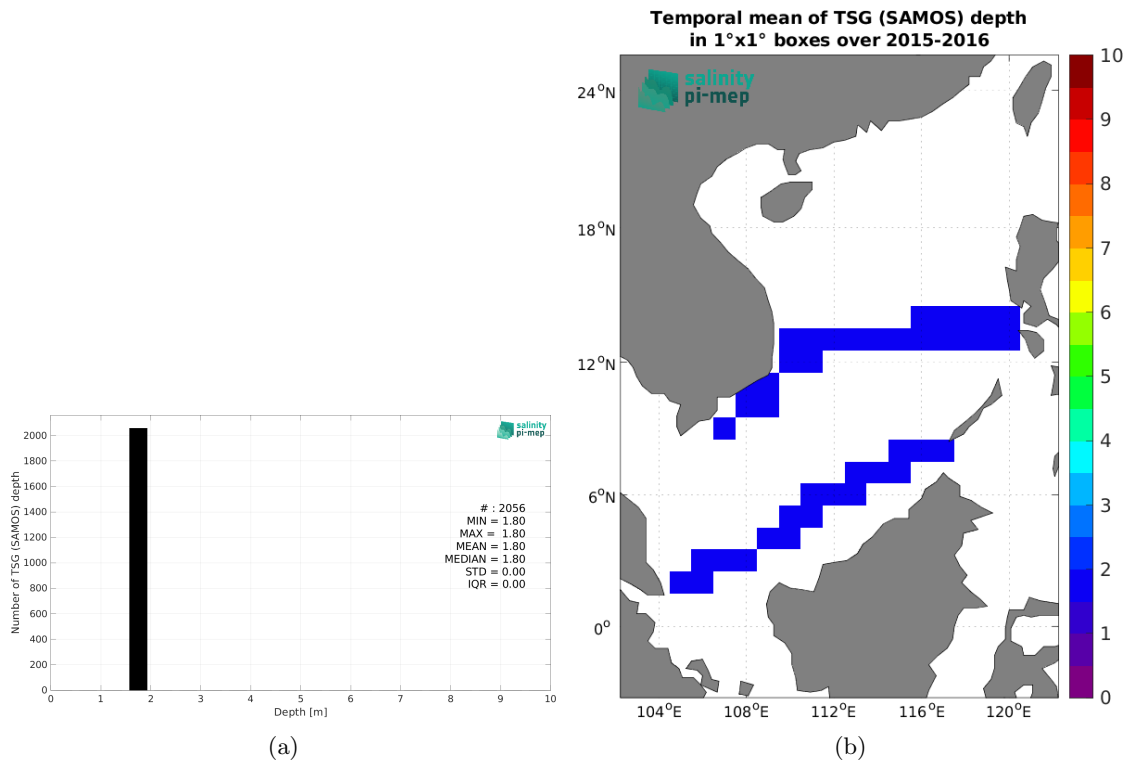 salinity
pi-mep
Number of TSG (SAMOS) depth
2000
1800
1600
1400
1200
1000
800
600
400
200
0
# : 2056
MIN = 1.80
MAX = 1.80
MEAN = 1.80
MEDIAN = 1.80
STD = 0.00
IQR = 0.00
0 1 2 3 4 5 6 7 8 9 10
Depth [m]
(a)
Temporal mean of TSG (SAMOS) depth
in 1°x1° boxes over 2015-2016
salinity
pi-mep
24°N
18°N
12°N
6°N
0°
104°E 108°E 112°E 116°E 120°E
10
9
8
7
6
5
4
3
2
1
0
(b)